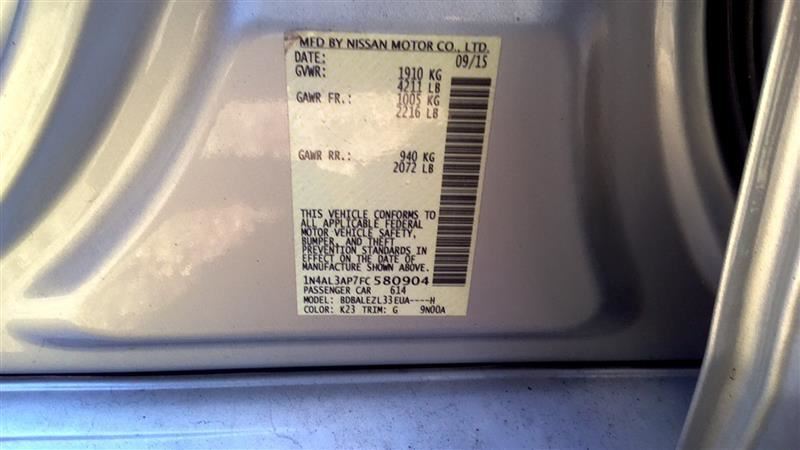 MFD BY NISSAN MOTOR CO., LTD.
DATE: 09/15
GVWR: 1910 KG
4211 LB
GAWR FR.: 1005 KG
2216 LB
GAWR RR.: 940 KG
2072 LB
THIS VEHICLE CONFORMS TO
ALL APPLICABLE FEDERAL
MOTOR VEHICLE SAFETY,
BUMPER, AND THEFT
PREVENTION STANDARDS IN
EFFECT ON THE DATE OF
MANUFACTURE SHOWN ABOVE.
1N4AL3AP7FC580904
PASSENGER CAR 614
MODEL: BDBALEZL33EUA----H
COLOR: K23 TRIM: G 9N00A